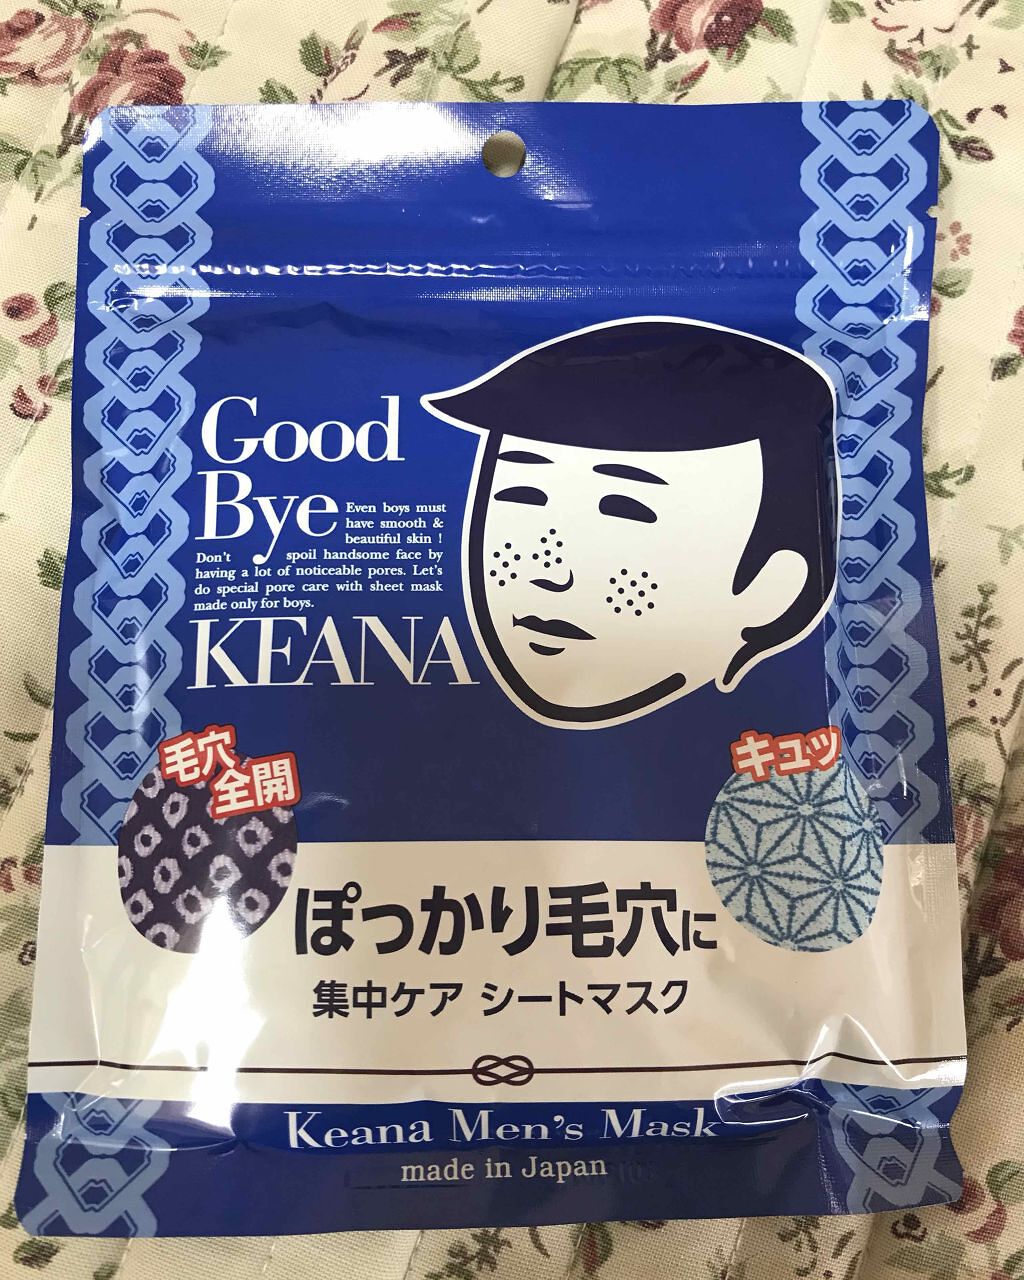 Good
Bye
Even boys must
have smooth &
beautiful skin !
Don't spoil handsome face by
having a lot of noticeable pores. Let's
do special pore care with sheet mask
made only for boys.
KEANA
毛穴
全開
キュッ
ぽっかり毛穴に
集中ケア シートマスク
Keana Men's Mask
made in Japan